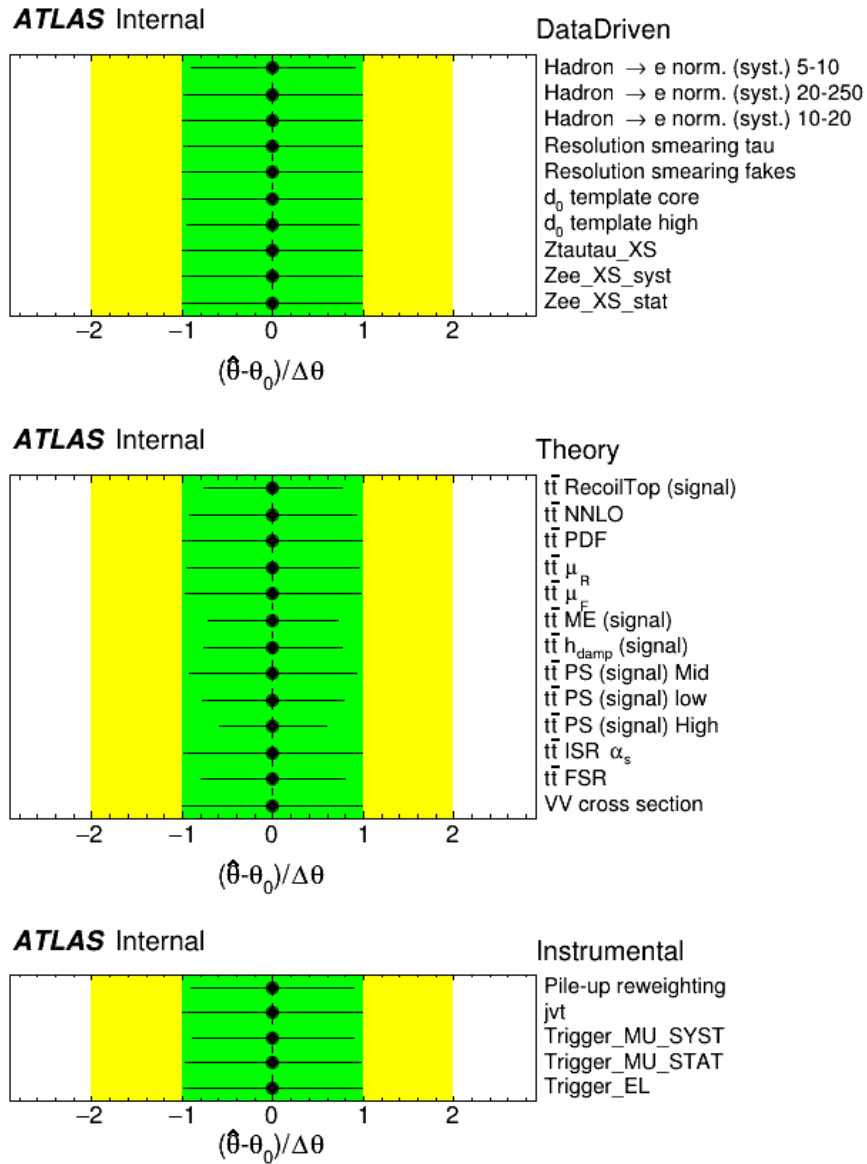 ATLAS Internal
DataDriven
Hadron → e norm. (syst.) 5-10
Hadron → e norm. (syst.) 20-250
Hadron → e norm. (syst.) 10-20
Resolution smearing tau
Resolution smearing fakes
d₀ template core
d₀ template high
Ztautau_XS
Zee_XS_syst
Zee_XS_stat
−2 −1 0 1 2
(θ̂-θ₀)/Δθ
ATLAS Internal
Theory
tt̄ RecoilTop (signal)
tt̄ NNLO
tt̄ PDF
tt̄ μ_R
tt̄ μ_F
tt̄ ME (signal)
tt̄ h_damp (signal)
tt̄ PS (signal) Mid
tt̄ PS (signal) low
tt̄ PS (signal) High
tt̄ ISR α_s
tt̄ FSR
VV cross section
−2 −1 0 1 2
(θ̂-θ₀)/Δθ
ATLAS Internal
Instrumental
Pile-up reweighting
jvt
Trigger_MU_SYST
Trigger_MU_STAT
Trigger_EL
−2 −1 0 1 2
(θ̂-θ₀)/Δθ